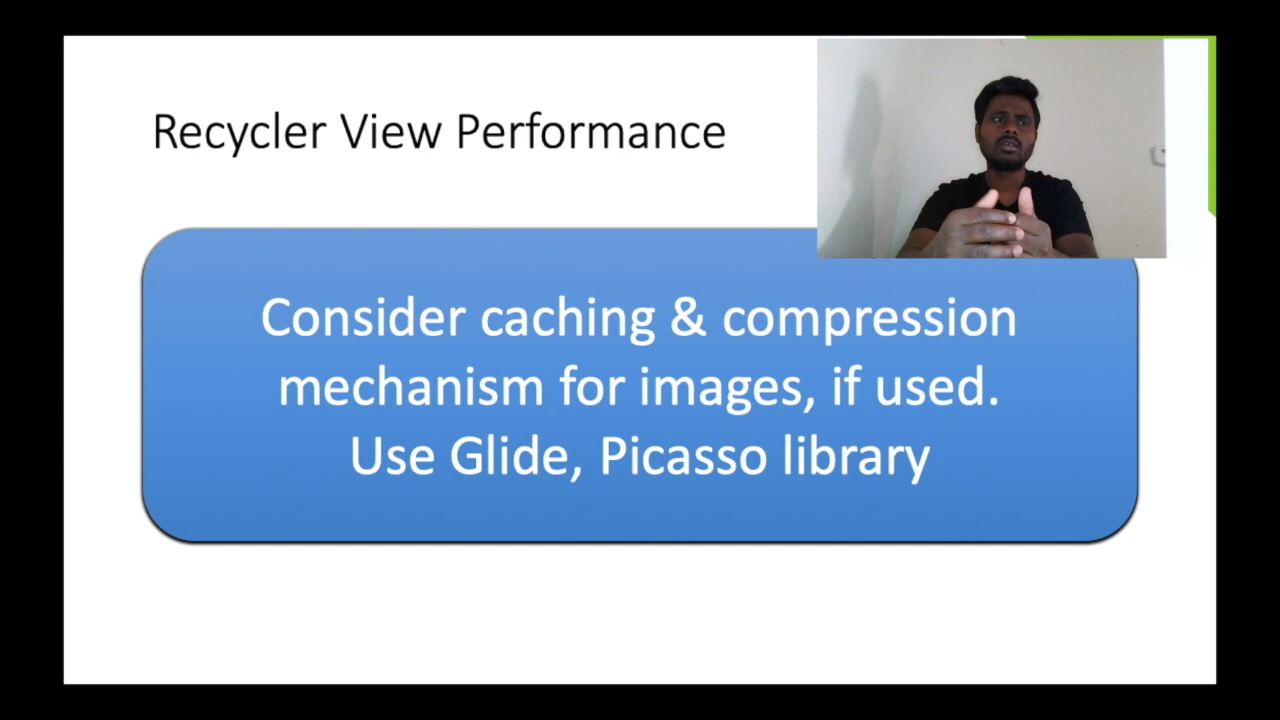 Recycler View Performance
Consider caching & compression
mechanism for images, if used.
Use Glide, Picasso library